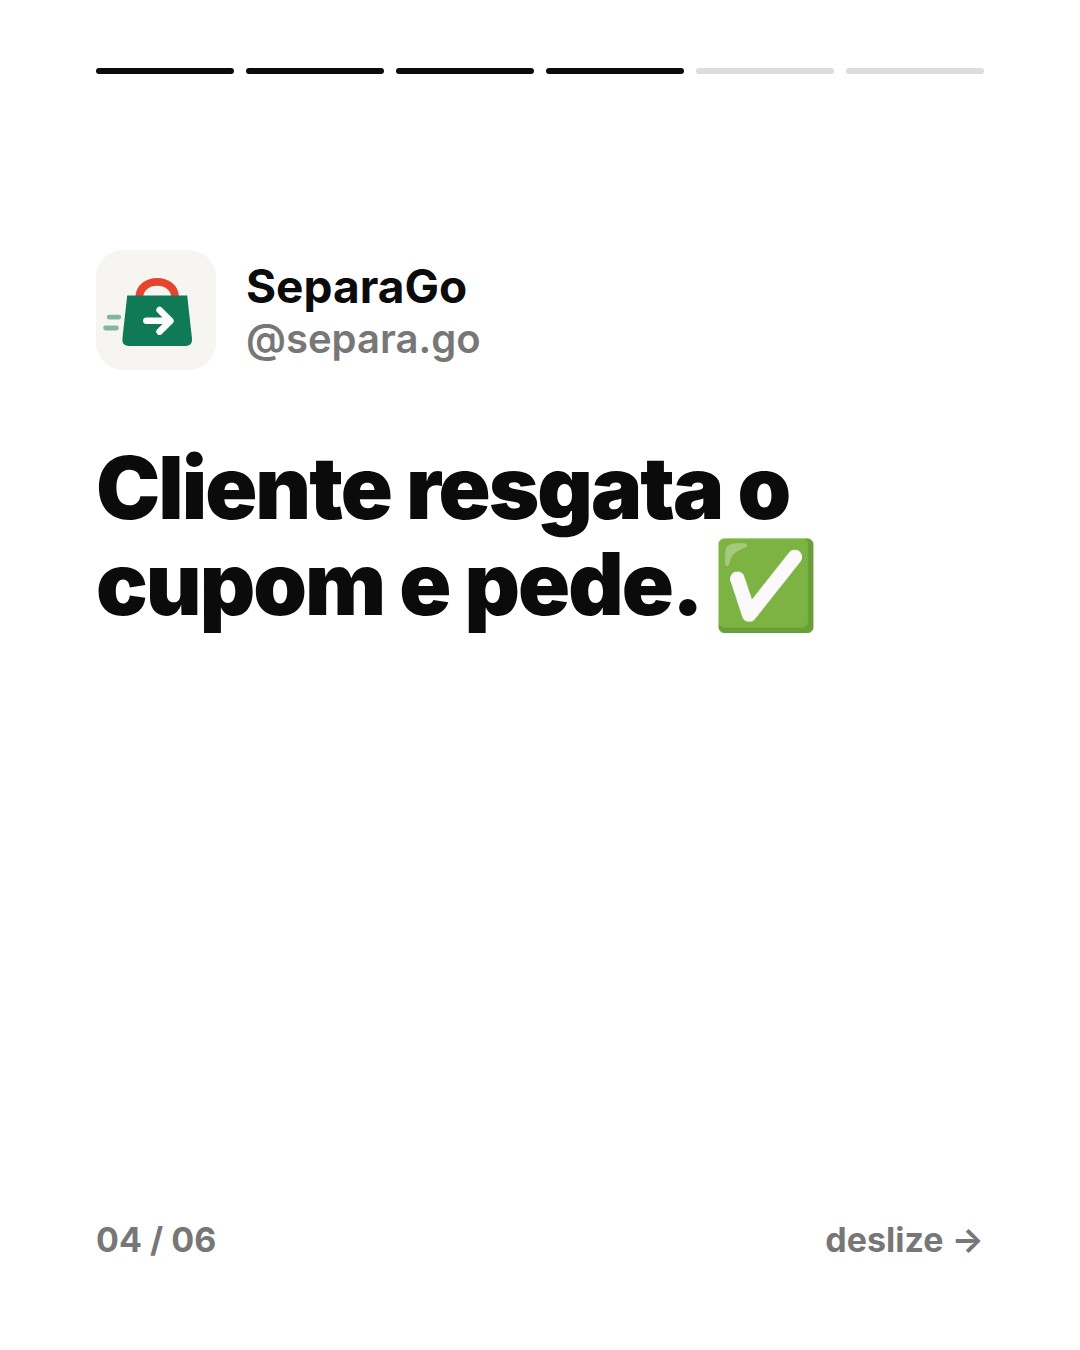 SeparaGo
@separa.go
Cliente resgata o
cupom e pede. ✅
04 / 06
deslize →